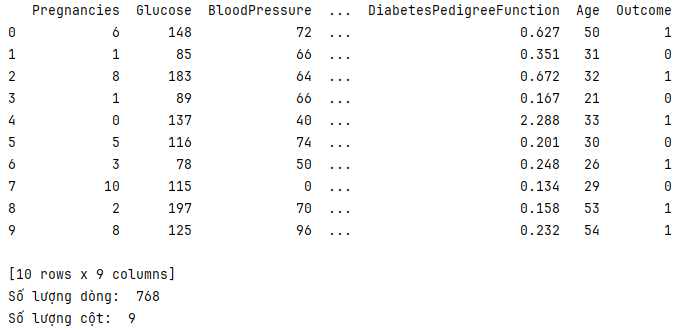 Pregnancies Glucose BloodPressure ... DiabetesPedigreeFunction Age Outcome
0 6 148 72 ... 0.627 50 1
1 1 85 66 ... 0.351 31 0
2 8 183 64 ... 0.672 32 1
3 1 89 66 ... 0.167 21 0
4 0 137 40 ... 2.288 33 1
5 5 116 74 ... 0.201 30 0
6 3 78 50 ... 0.248 26 1
7 10 115 0 ... 0.134 29 0
8 2 197 70 ... 0.158 53 1
9 8 125 96 ... 0.232 54 1
[10 rows x 9 columns]
Số lượng dòng: 768
Số lượng cột: 9